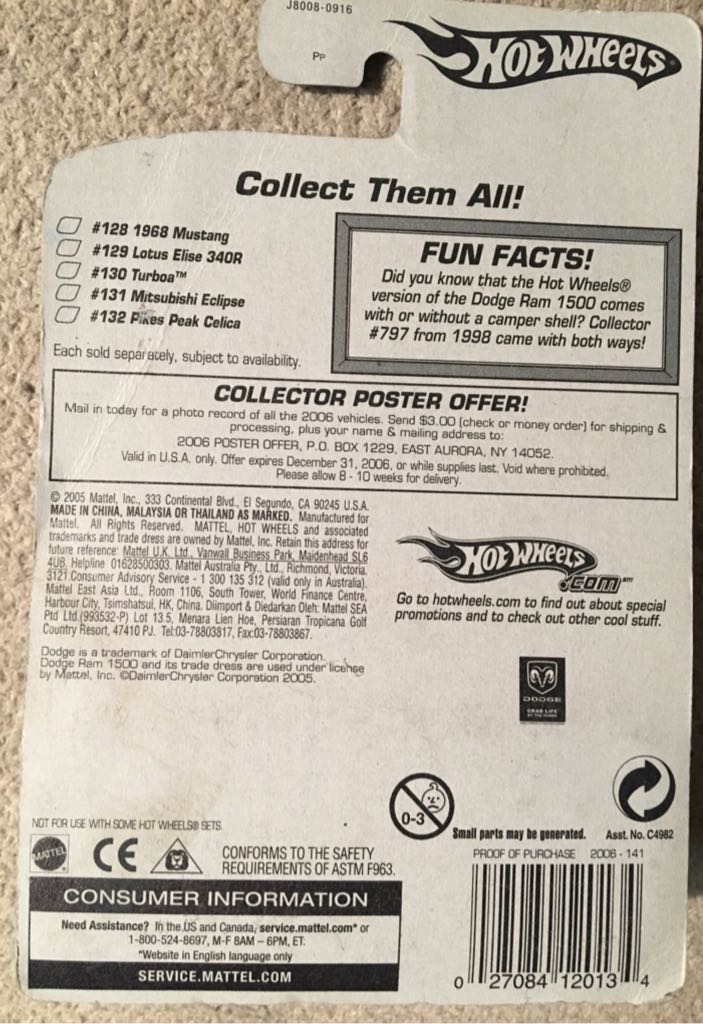 J8008-0916
PP
HOT WHEELS
Collect Them All!
#128 1968 Mustang
#129 Lotus Elise 340R
#130 Turboa™
#131 Mitsubishi Eclipse
#132 Pikes Peak Celica
Each sold separately, subject to availability.
FUN FACTS!
Did you know that the Hot Wheels®
version of the Dodge Ram 1500 comes
with or without a camper shell? Collector
#797 from 1998 came with both ways!
COLLECTOR POSTER OFFER!
Mail in today for a photo record of all the 2006 vehicles. Send $3.00 (check or money order) for shipping &
processing, plus your name & mailing address to:
2006 POSTER OFFER, P.O. BOX 1229, EAST AURORA, NY 14052.
Valid in U.S.A. only. Offer expires December 31, 2006, or while supplies last. Void where prohibited.
Please allow 8 - 10 weeks for delivery.
© 2005 Mattel, Inc., 333 Continental Blvd., El Segundo, CA 90245 U.S.A.
MADE IN CHINA, MALAYSIA OR THAILAND AS MARKED. Manufactured for
Mattel. All Rights Reserved. MATTEL, HOT WHEELS and associated
trademarks and trade dress are owned by Mattel, Inc. Retain this address for
future reference: Mattel U.K. Ltd., Vanwall Business Park, Maidenhead SL6
4UB. Helpline 01628500303. Mattel Australia Pty., Ltd., Richmond, Victoria.
3121.Consumer Advisory Service - 1 300 135 312 (valid only in Australia).
Mattel East Asia Ltd., Room 1106, South Tower, World Finance Centre,
Harbour City, Tsimshatsui, HK, China. Diimport & Diedarkan Oleh: Mattel SEA
Ptd Ltd.(993532-P) Lot 13.5, Menara Lien Hoe, Persiaran Tropicana Golf
Country Resort, 47410 PJ. Tel:03-78803817, Fax:03-78803867.
Dodge is a trademark of DaimlerChrysler Corporation.
Dodge Ram 1500 and its trade dress are used under license
by Mattel, Inc. ©DaimlerChrysler Corporation 2005.
HOT WHEELS
.COM™
Go to hotwheels.com to find out about special
promotions and to check out other cool stuff.
DODGE
GRAB LIFE
BY THE HORNS
0-3
Small parts may be generated.
Asst. No. C4982
NOT FOR USE WITH SOME HOT WHEELS® SETS.
MATTEL
CE
CONFORMS TO THE SAFETY
REQUIREMENTS OF ASTM F963.
PROOF OF PURCHASE 2006 - 141
0 27084 12013 4
CONSUMER INFORMATION
Need Assistance? In the US and Canada, service.mattel.com* or
1-800-524-8697, M-F 8AM – 6PM, ET.
*Website in English language only
SERVICE.MATTEL.COM